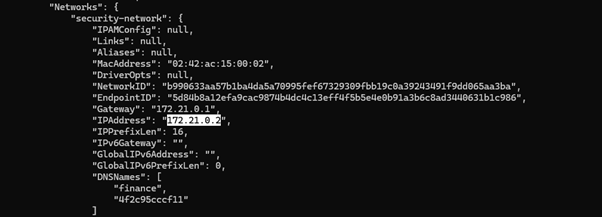 "Networks": {
"security-network": {
"IPAMConfig": null,
"Links": null,
"Aliases": null,
"MacAddress": "02:42:ac:15:00:02",
"DriverOpts": null,
"NetworkID": "b990633aa57b1ba4da5a70995fef67329309fbb19c0a39243491f9dd065aa3ba",
"EndpointID": "5d84b8a12efa9cac9874b4dc4c13eff4f5b5e4e0b91a3b6c8ad3440631b1c986",
"Gateway": "172.21.0.1",
"IPAddress": "172.21.0.2",
"IPPrefixLen": 16,
"IPv6Gateway": "",
"GlobalIPv6Address": "",
"GlobalIPv6PrefixLen": 0,
"DNSNames": [
"finance",
"4f2c95cccf11"
]